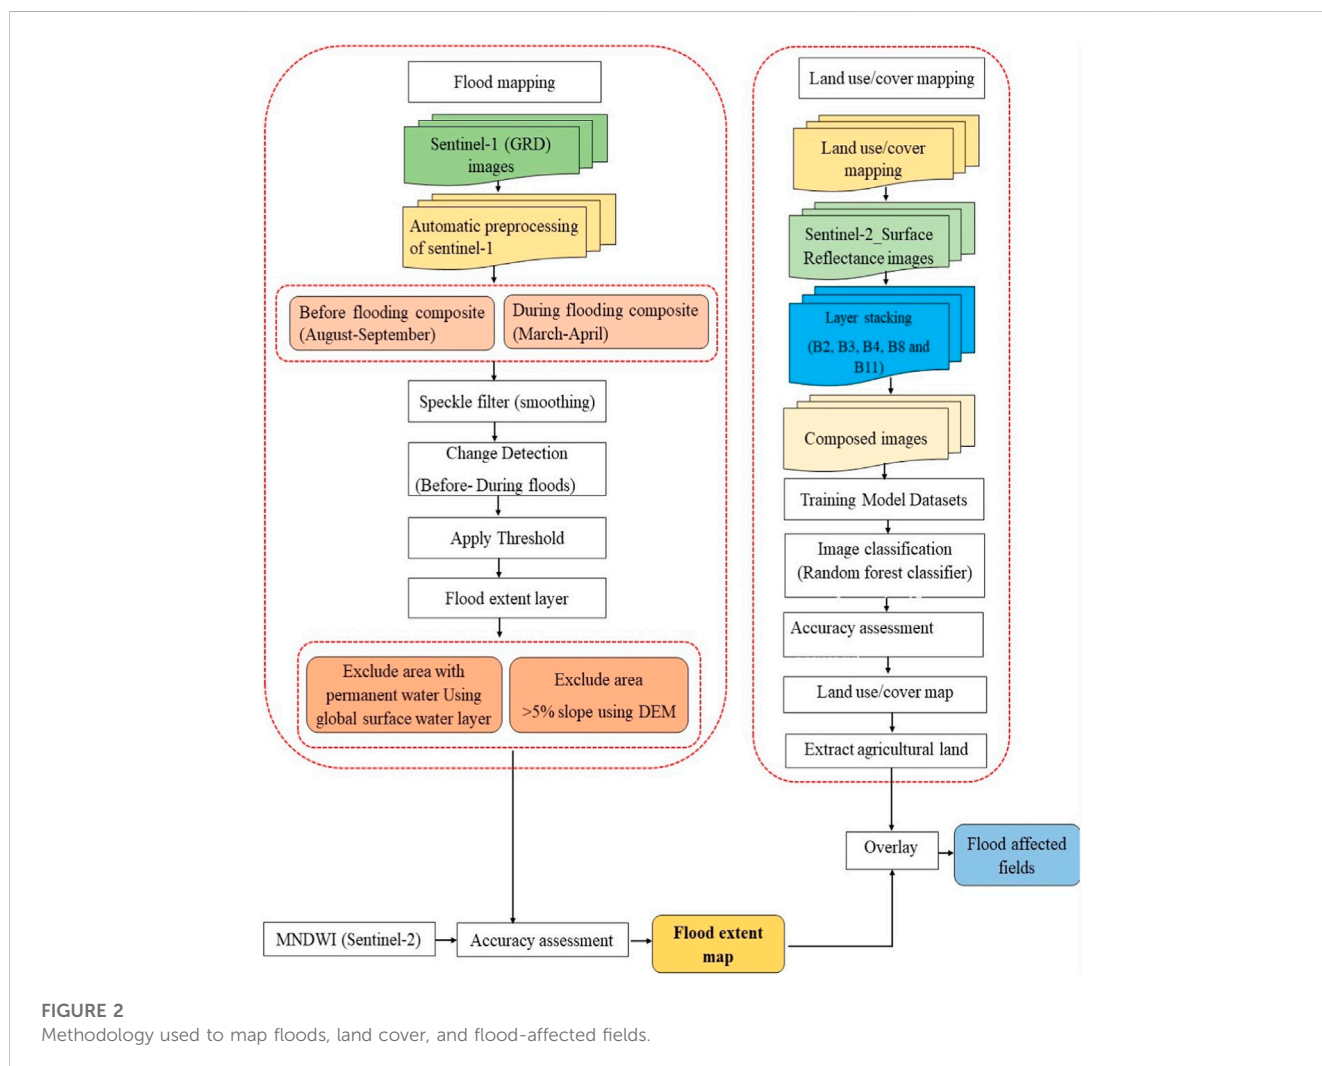 Flood mapping
Sentinel-1 (GRD)
images
Automatic preprocessing
of sentinel-1
Before flooding composite
(August-September)
During flooding composite
(March-April)
Speckle filter (smoothing)
Change Detection
(Before- During floods)
Apply Threshold
Flood extent layer
Exclude area with
permanent water Using
global surface water layer
Exclude area
>5% slope using DEM
Land use/cover mapping
Land use/cover
mapping
Sentinel-2_Surface
Reflectance images
Layer stacking
(B2, B3, B4, B8 and
B11)
Composed images
Training Model Datasets
Image classification
(Random forest classifier)
Accuracy assessment
Land use/cover map
Extract agricultural land
Overlay
Flood affected
fields
MNDWI (Sentinel-2)
Accuracy assessment
Flood extent
map
FIGURE 2
Methodology used to map floods, land cover, and flood-affected fields.